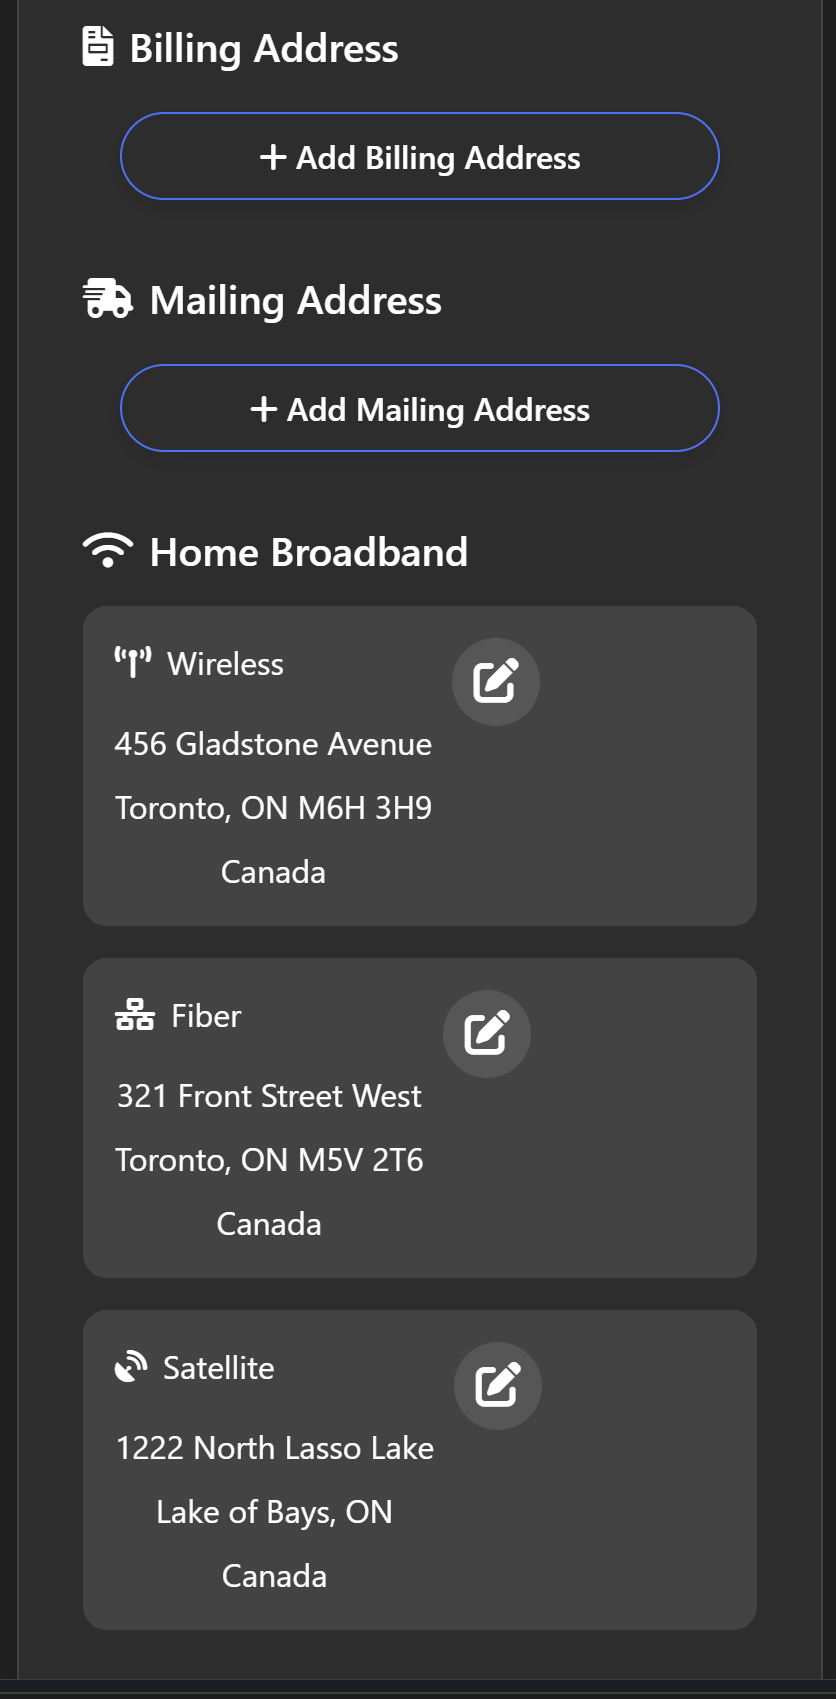 Billing Address
+ Add Billing Address
Mailing Address
+ Add Mailing Address
Home Broadband
Wireless
456 Gladstone Avenue
Toronto, ON M6H 3H9
Canada
Fiber
321 Front Street West
Toronto, ON M5V 2T6
Canada
Satellite
1222 North Lasso Lake
Lake of Bays, ON
Canada